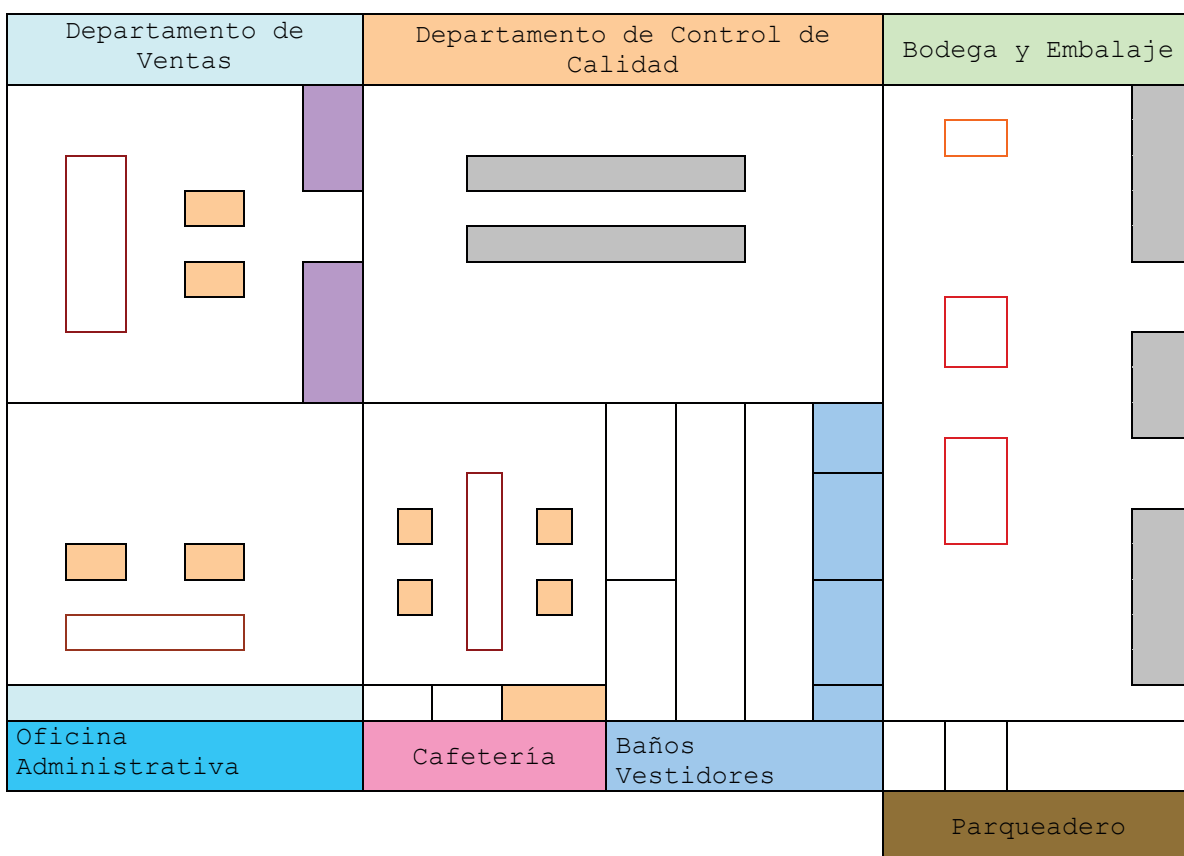 Departamento de
Ventas
Departamento de Control de
Calidad
Bodega y Embalaje
Oficina
Administrativa
Cafetería
Baños
Vestidores
Parqueadero